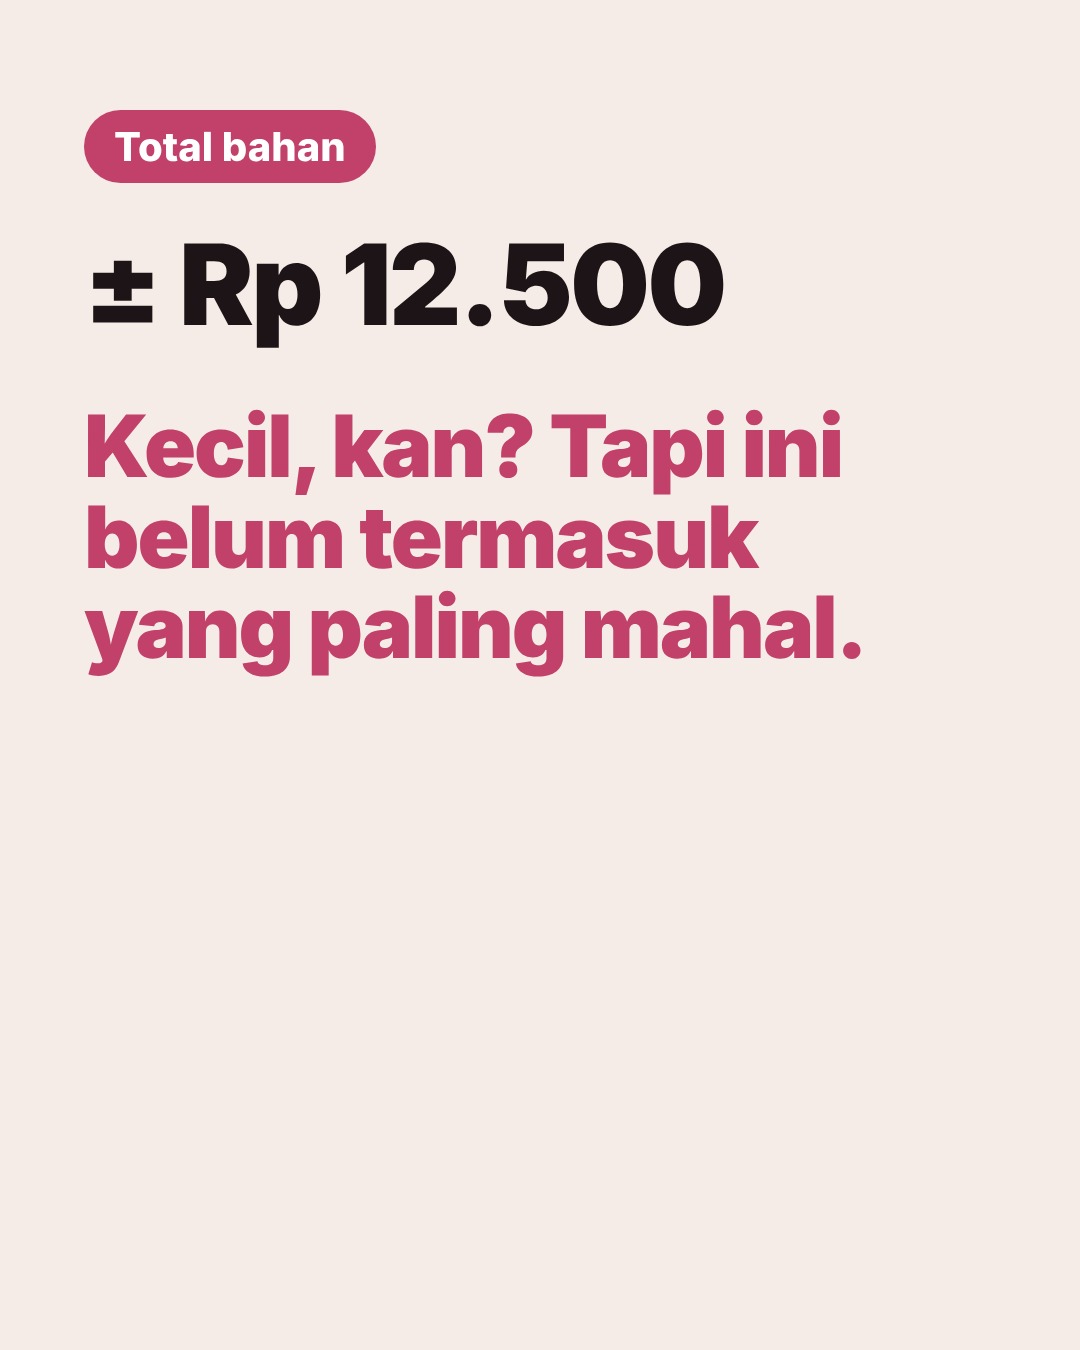 Total bahan
± Rp 12.500
Kecil, kan? Tapi ini
belum termasuk
yang paling mahal.